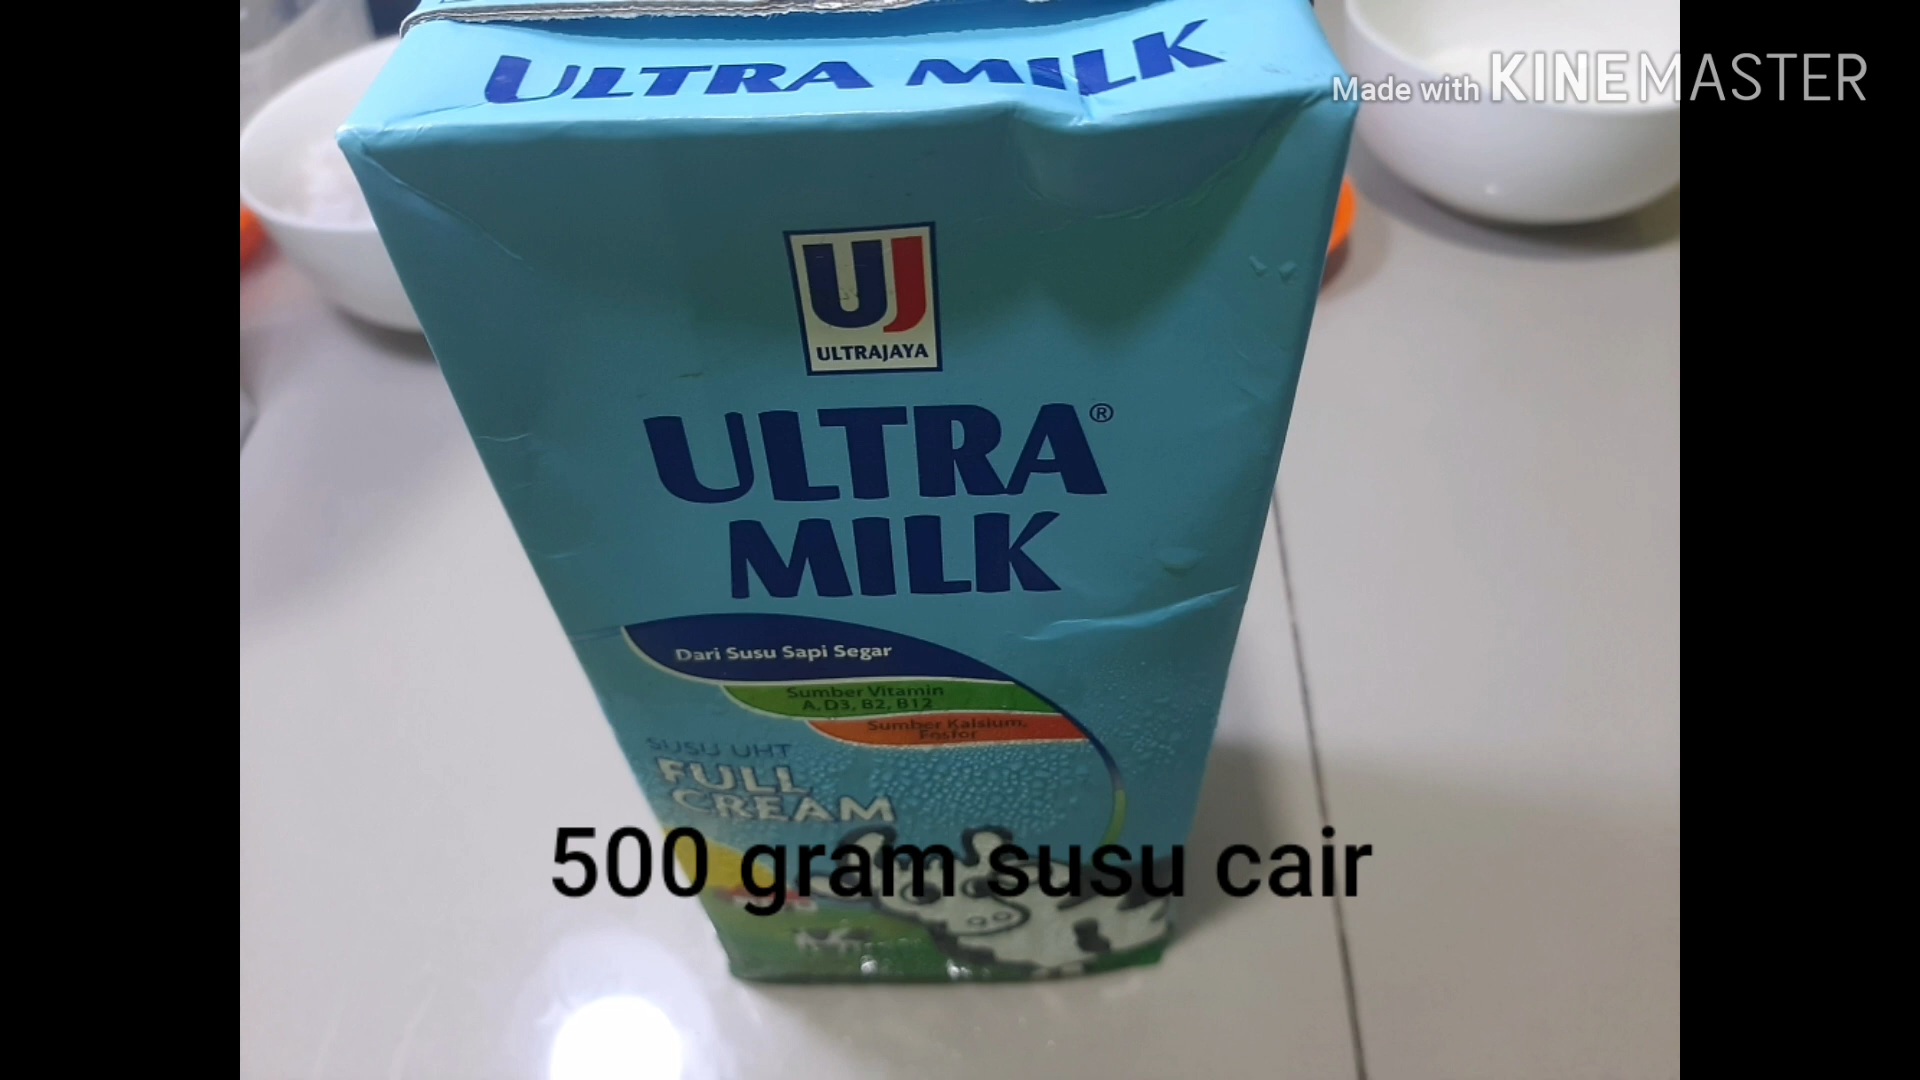 ULTRA MILK
Made with KINEMASTER
UJ
ULTRAJAYA
ULTRA®
MILK
Dari Susu Sapi Segar
Sumber Vitamin
A, D3, B2, B12
Sumber Kalsium,
Fosfor
SUSU UHT
FULL
CREAM
500 gram susu cair